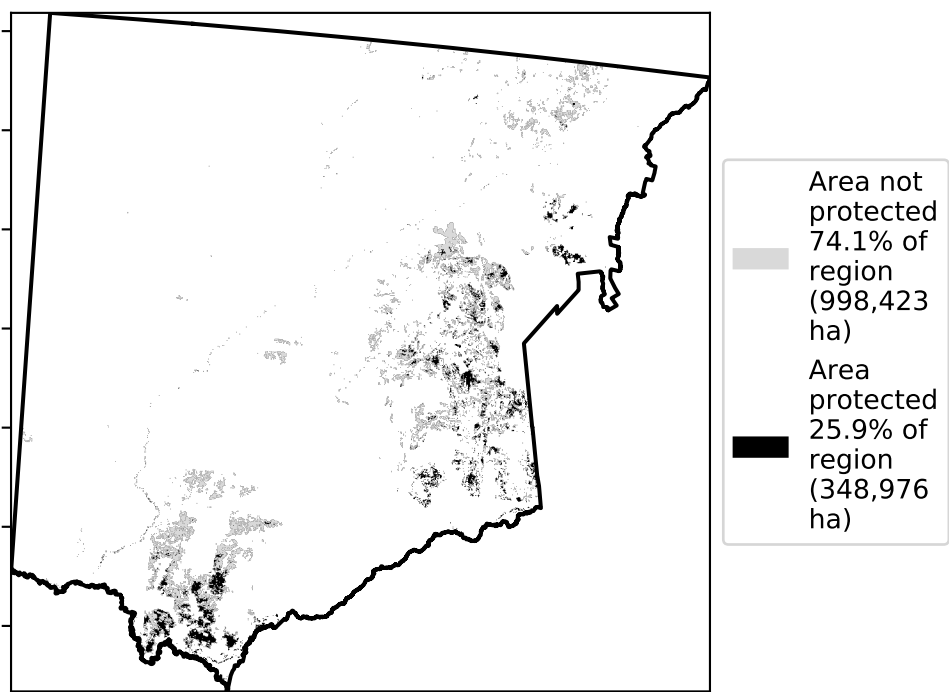 Area not
protected
74.1% of
region
(998,423
ha)
Area
protected
25.9% of
region
(348,976
ha)